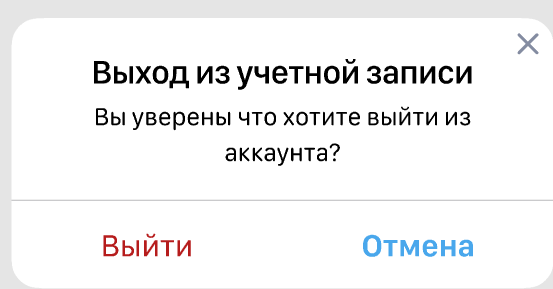 Выход из учетной записи
Вы уверены что хотите выйти из
аккаунта?
Выйти
Отмена